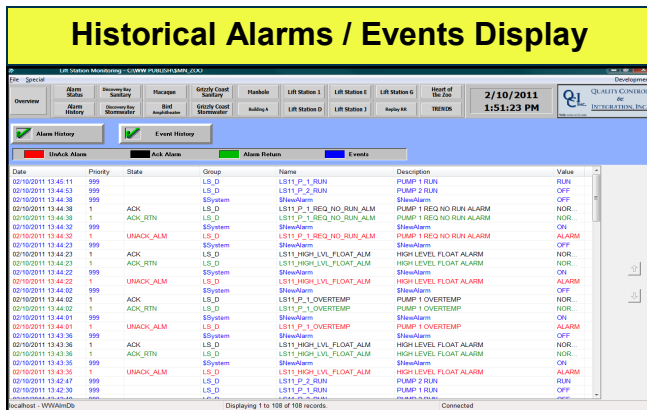 Historical Alarms / Events Display
Lift Station Monitoring - C:\WW PUBLISH\$MN_ZOO
File Special Developmen
Overview
Alarm Status
Discovery Bay Sanitary
Macaque
Grizzly Coast Sanitary
Manhole
Lift Station 1
Lift Station E
Lift Station G
Heart of the Zoo
Alarm History
Discovery Bay Stormwater
Bird Amphitheater
Grizzly Coast Stormwater
Building A
Lift Station D
Lift Station J
Replay RR
TRENDS
2/10/2011
1:51:23 PM
QCI INC.
QUALITY CONTROL
&
INTEGRATION, INC
Alarm History Event History
UnAck Alarm Ack Alarm Alarm Return Events
Date Priority State Group Name Description Value
02/10/2011 13:45:11 999 LS_D LS11_P_1_RUN PUMP 1 RUN RUN
02/10/2011 13:44:53 999 LS_D LS11_P_2_RUN PUMP 2 RUN OFF
02/10/2011 13:44:38 999 $System $NewAlarm $NewAlarm OFF
02/10/2011 13:44:38 1 ACK LS_D LS11_P_1_REQ_NO_RUN_ALM PUMP 1 REQ NO RUN ALARM NOR...
02/10/2011 13:44:38 1 ACK_RTN LS_D LS11_P_1_REQ_NO_RUN_ALM PUMP 1 REQ NO RUN ALARM NOR...
02/10/2011 13:44:32 999 $System $NewAlarm $NewAlarm ON
02/10/2011 13:44:32 1 UNACK_ALM LS_D LS11_P_1_REQ_NO_RUN_ALM PUMP 1 REQ NO RUN ALARM ALARM
02/10/2011 13:44:23 999 $System $NewAlarm $NewAlarm OFF
02/10/2011 13:44:23 1 ACK LS_D LS11_HIGH_LVL_FLOAT_ALM HIGH LEVEL FLOAT ALARM NOR...
02/10/2011 13:44:23 1 ACK_RTN LS_D LS11_HIGH_LVL_FLOAT_ALM HIGH LEVEL FLOAT ALARM NOR...
02/10/2011 13:44:22 999 $System $NewAlarm $NewAlarm ON
02/10/2011 13:44:22 1 UNACK_ALM LS_D LS11_HIGH_LVL_FLOAT_ALM HIGH LEVEL FLOAT ALARM ALARM
02/10/2011 13:44:02 999 $System $NewAlarm $NewAlarm OFF
02/10/2011 13:44:02 1 ACK LS_D LS11_P_1_OVERTEMP PUMP 1 OVERTEMP NOR...
02/10/2011 13:44:02 1 ACK_RTN LS_D LS11_P_1_OVERTEMP PUMP 1 OVERTEMP NOR...
02/10/2011 13:44:01 999 $System $NewAlarm $NewAlarm ON
02/10/2011 13:44:01 1 UNACK_ALM LS_D LS11_P_1_OVERTEMP PUMP 1 OVERTEMP ALARM
02/10/2011 13:43:36 999 $System $NewAlarm $NewAlarm OFF
02/10/2011 13:43:36 1 ACK LS_D LS11_HIGH_LVL_FLOAT_ALM HIGH LEVEL FLOAT ALARM NOR...
02/10/2011 13:43:36 1 ACK_RTN LS_D LS11_HIGH_LVL_FLOAT_ALM HIGH LEVEL FLOAT ALARM NOR...
02/10/2011 13:43:35 999 $System $NewAlarm $NewAlarm ON
02/10/2011 13:43:35 1 UNACK_ALM LS_D LS11_HIGH_LVL_FLOAT_ALM HIGH LEVEL FLOAT ALARM ALARM
02/10/2011 13:42:47 999 LS_D LS11_P_2_RUN PUMP 2 RUN RUN
02/10/2011 13:42:30 999 LS_D LS11_P_1_RUN PUMP 1 RUN OFF
localhost - WWAlmDb Displaying 1 to 108 of 108 records. Connected